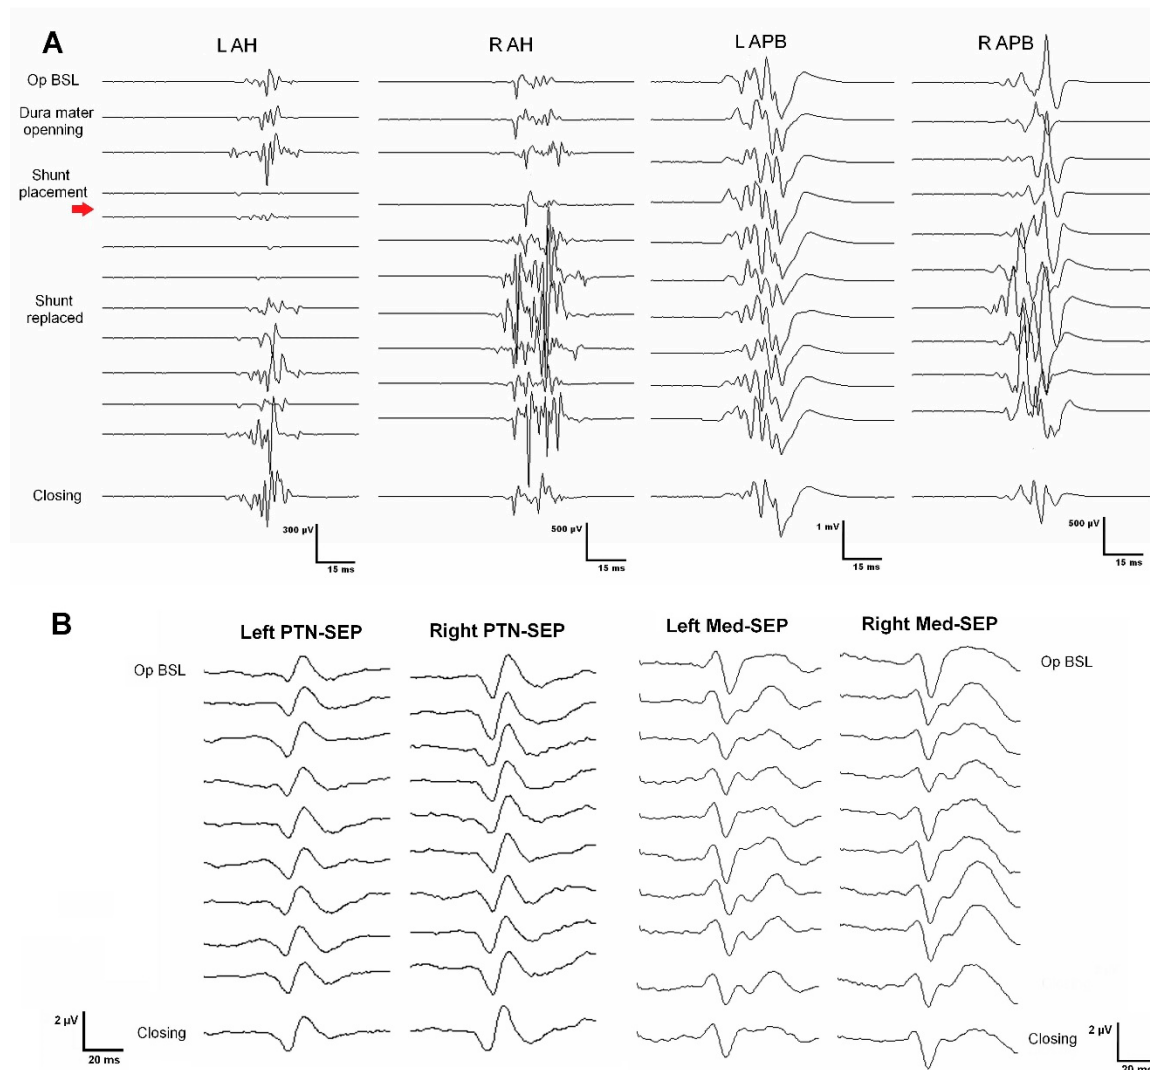 A
L AH
R AH
L APB
R APB
Op BSL
Dura mater
openning
Shunt
placement
Shunt
replaced
Closing
300 µV
15 ms
500 µV
15 ms
1 mV
15 ms
500 µV
15 ms
B
Left PTN-SEP
Right PTN-SEP
Left Med-SEP
Right Med-SEP
Op BSL
Op BSL
2 µV
20 ms
Closing
Closing
2 µV
20 ms